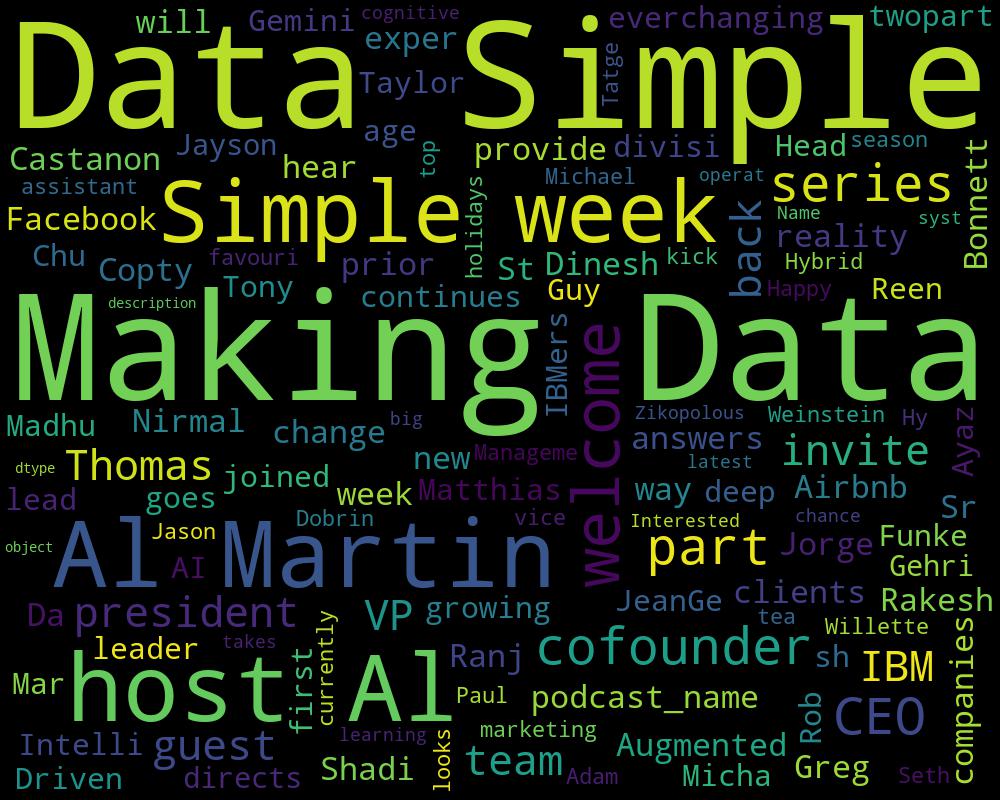 will Gemini cognitive everchanging twopart
Data Simple
exper
Taylor Tatge
age
Jayson
Castanon hear top provide divisi Head season
assistant Michael operat series Bonnett
Facebook Simple holidays week back Name syst
reality
Chu Copty favouri prior St Dinesh kick Hybrid
Tony continues Guy Happy Reen
description
Making Data
IBMers welcome
Madhu Nirmal change big Zikopolous Weinstein Hy Ayaz
answers invite
dtype Thomas joined new Manageme latest
lead goes week Matthias way deep Airbnb Sr
Dobrin vice Interested chance
object Al Jason Martin part Jorge Funke
AI Gehri
Da president VP growing JeanGe clients Rakesh
tea
leader takes cofounder Willette companies
Mar host first currently Al Ranj sh IBM
Paul podcast_name Rob CEO
Intelli guest learning looks marketing Augmented
team
Driven directs Shadi Adam Micha Greg Seth